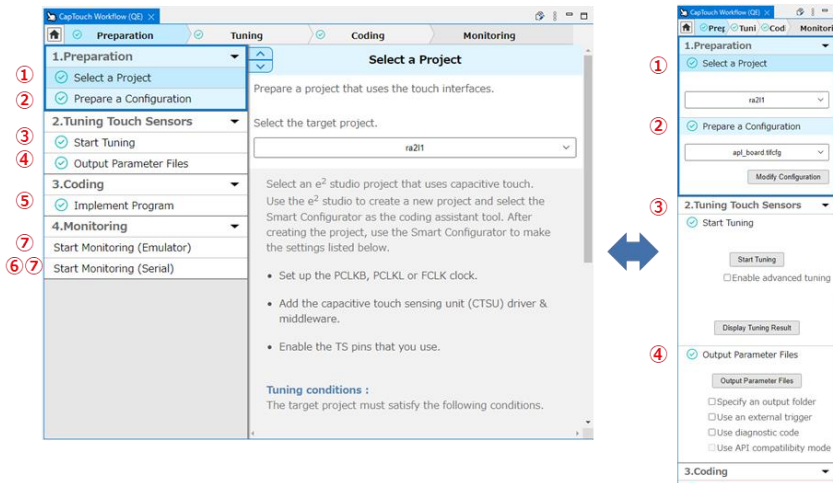 CapTouch Workflow (QE)
Preparation
Tuning
Coding
Monitoring
1.Preparation
① Select a Project
② Prepare a Configuration
2.Tuning Touch Sensors
③ Start Tuning
④ Output Parameter Files
3.Coding
⑤ Implement Program
4.Monitoring
⑦ Start Monitoring (Emulator)
⑥⑦ Start Monitoring (Serial)
Select a Project
Prepare a project that uses the touch interfaces.
Select the target project.
ra2l1
Select an e² studio project that uses capacitive touch.
Use the e² studio to create a new project and select the
Smart Configurator as the coding assistant tool. After
creating the project, use the Smart Configurator to make
the settings listed below.
• Set up the PCLKB, PCLKL or FCLK clock.
• Add the capacitive touch sensing unit (CTSU) driver &
middleware.
• Enable the TS pins that you use.
Tuning conditions :
The target project must satisfy the following conditions.
CapTouch Workflow (QE)
Prep
Tuni
Cod
Monitori
1.Preparation
① Select a Project
ra2l1
② Prepare a Configuration
apl_board.tifcfg
Modify Configuration
③ 2.Tuning Touch Sensors
Start Tuning
Start Tuning
Enable advanced tuning
Display Tuning Result
④ Output Parameter Files
Output Parameter Files
Specify an output folder
Use an external trigger
Use diagnostic code
Use API compatilibity mode
3.Coding